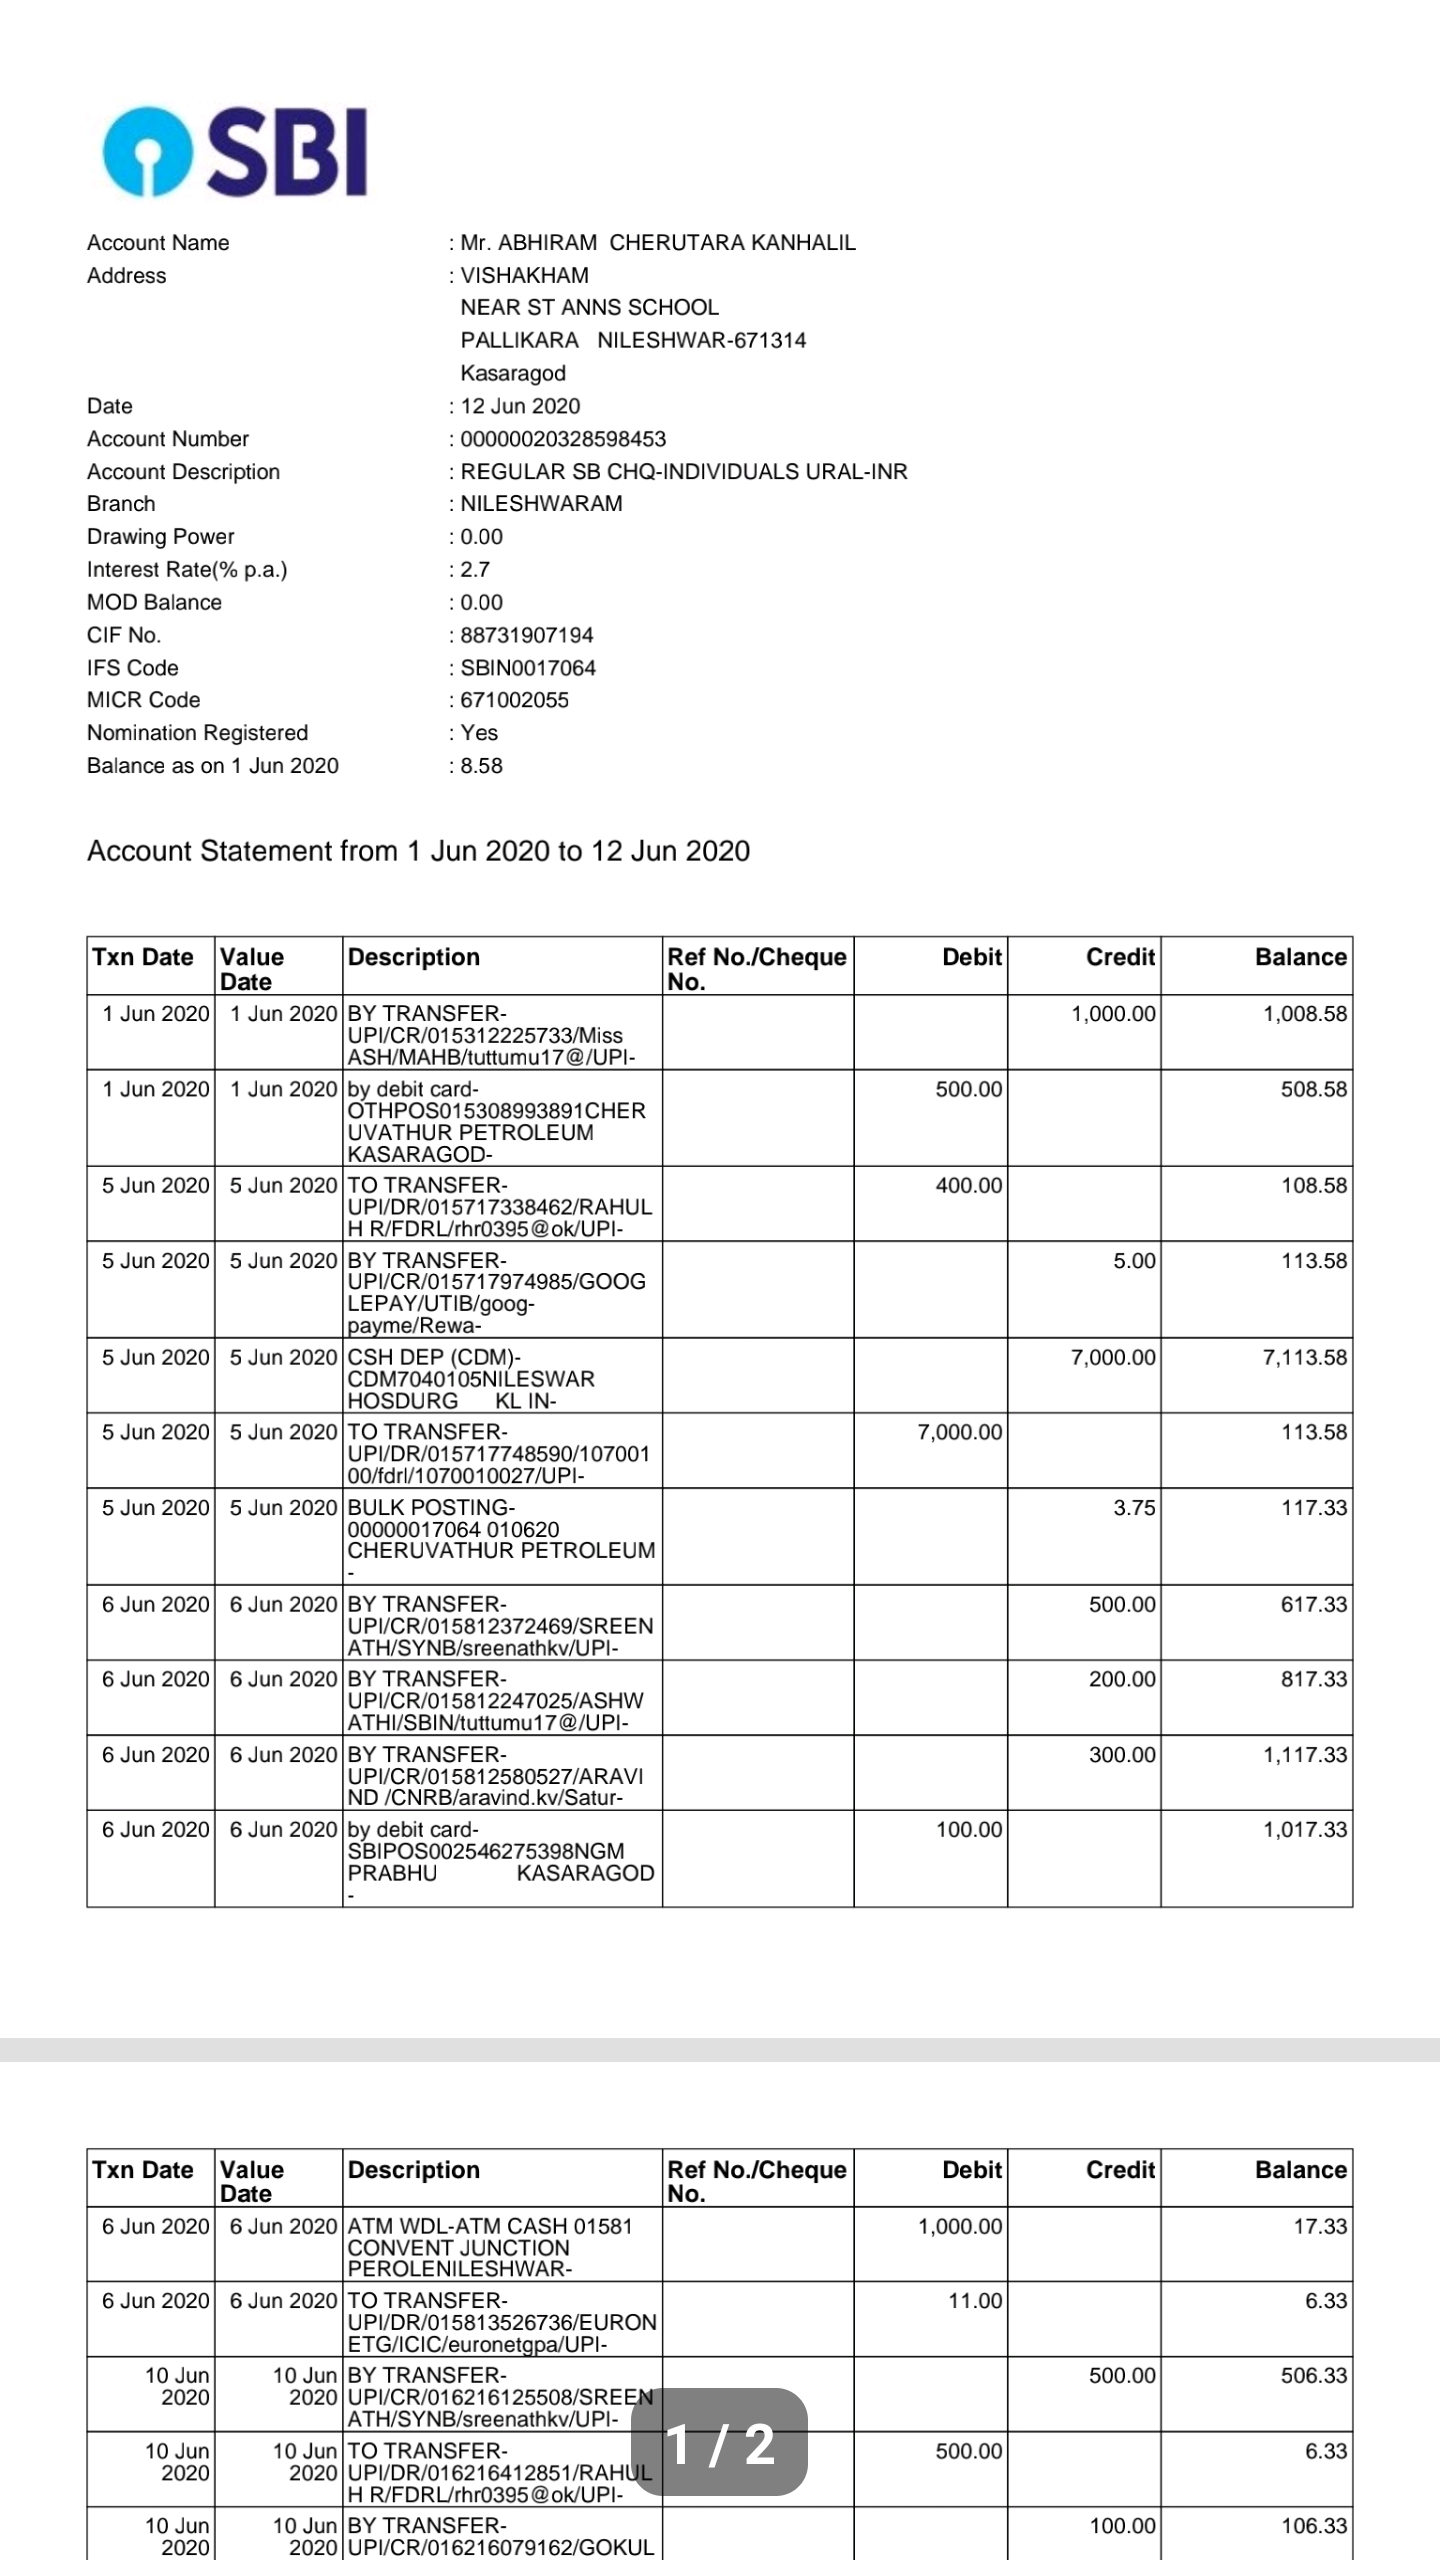 SBI
Account Name : Mr. ABHIRAM CHERUTARA KANHALIL
Address : VISHAKHAM
NEAR ST ANNS SCHOOL
PALLIKARA NILESHWAR-671314
Kasaragod
Date : 12 Jun 2020
Account Number : 00000020328598453
Account Description : REGULAR SB CHQ-INDIVIDUALS URAL-INR
Branch : NILESHWARAM
Drawing Power : 0.00
Interest Rate(% p.a.) : 2.7
MOD Balance : 0.00
CIF No. : 88731907194
IFS Code : SBIN0017064
MICR Code : 671002055
Nomination Registered : Yes
Balance as on 1 Jun 2020 : 8.58
Account Statement from 1 Jun 2020 to 12 Jun 2020
Txn Date Value Description Ref No./Cheque Debit Credit Balance
Date No.
1 Jun 2020 1 Jun 2020 BY TRANSFER- 1,000.00 1,008.58
UPI/CR/015312225733/Miss
ASH/MAHB/tuttumu17@/UPI-
1 Jun 2020 1 Jun 2020 by debit card- 500.00 508.58
OTHPOS015308993891CHER
UVATHUR PETROLEUM
KASARAGOD-
5 Jun 2020 5 Jun 2020 TO TRANSFER- 400.00 108.58
UPI/DR/015717338462/RAHUL
H R/FDRL/rhr0395@ok/UPI-
5 Jun 2020 5 Jun 2020 BY TRANSFER- 5.00 113.58
UPI/CR/015717974985/GOOG
LEPAY/UTIB/goog-
payme/Rewa-
5 Jun 2020 5 Jun 2020 CSH DEP (CDM)- 7,000.00 7,113.58
CDM7040105NILESWAR
HOSDURG KL IN-
5 Jun 2020 5 Jun 2020 TO TRANSFER- 7,000.00 113.58
UPI/DR/015717748590/107001
00/fdrl/1070010027/UPI-
5 Jun 2020 5 Jun 2020 BULK POSTING- 3.75 117.33
00000017064 010620
CHERUVATHUR PETROLEUM
-
6 Jun 2020 6 Jun 2020 BY TRANSFER- 500.00 617.33
UPI/CR/015812372469/SREEN
ATH/SYNB/sreenathkv/UPI-
6 Jun 2020 6 Jun 2020 BY TRANSFER- 200.00 817.33
UPI/CR/015812247025/ASHW
ATHI/SBIN/tuttumu17@/UPI-
6 Jun 2020 6 Jun 2020 BY TRANSFER- 300.00 1,117.33
UPI/CR/015812580527/ARAVI
ND /CNRB/aravind.kv/Satur-
6 Jun 2020 6 Jun 2020 by debit card- 100.00 1,017.33
SBIPOS002546275398NGM
PRABHU KASARAGOD
-
Txn Date Value Description Ref No./Cheque Debit Credit Balance
Date No.
6 Jun 2020 6 Jun 2020 ATM WDL-ATM CASH 01581 1,000.00 17.33
CONVENT JUNCTION
PEROLENILESHWAR-
6 Jun 2020 6 Jun 2020 TO TRANSFER- 11.00 6.33
UPI/DR/015813526736/EURON
ETG/ICIC/euronetgpa/UPI-
10 Jun 10 Jun BY TRANSFER- 500.00 506.33
2020 2020 UPI/CR/016216125508/SREEN
ATH/SYNB/sreenathkv/UPI-
1 / 2
10 Jun 10 Jun TO TRANSFER- 500.00 6.33
2020 2020 UPI/DR/016216412851/RAHUL
H R/FDRL/rhr0395@ok/UPI-
10 Jun 10 Jun BY TRANSFER- 100.00 106.33
2020 2020 UPI/CR/016216079162/GOKUL